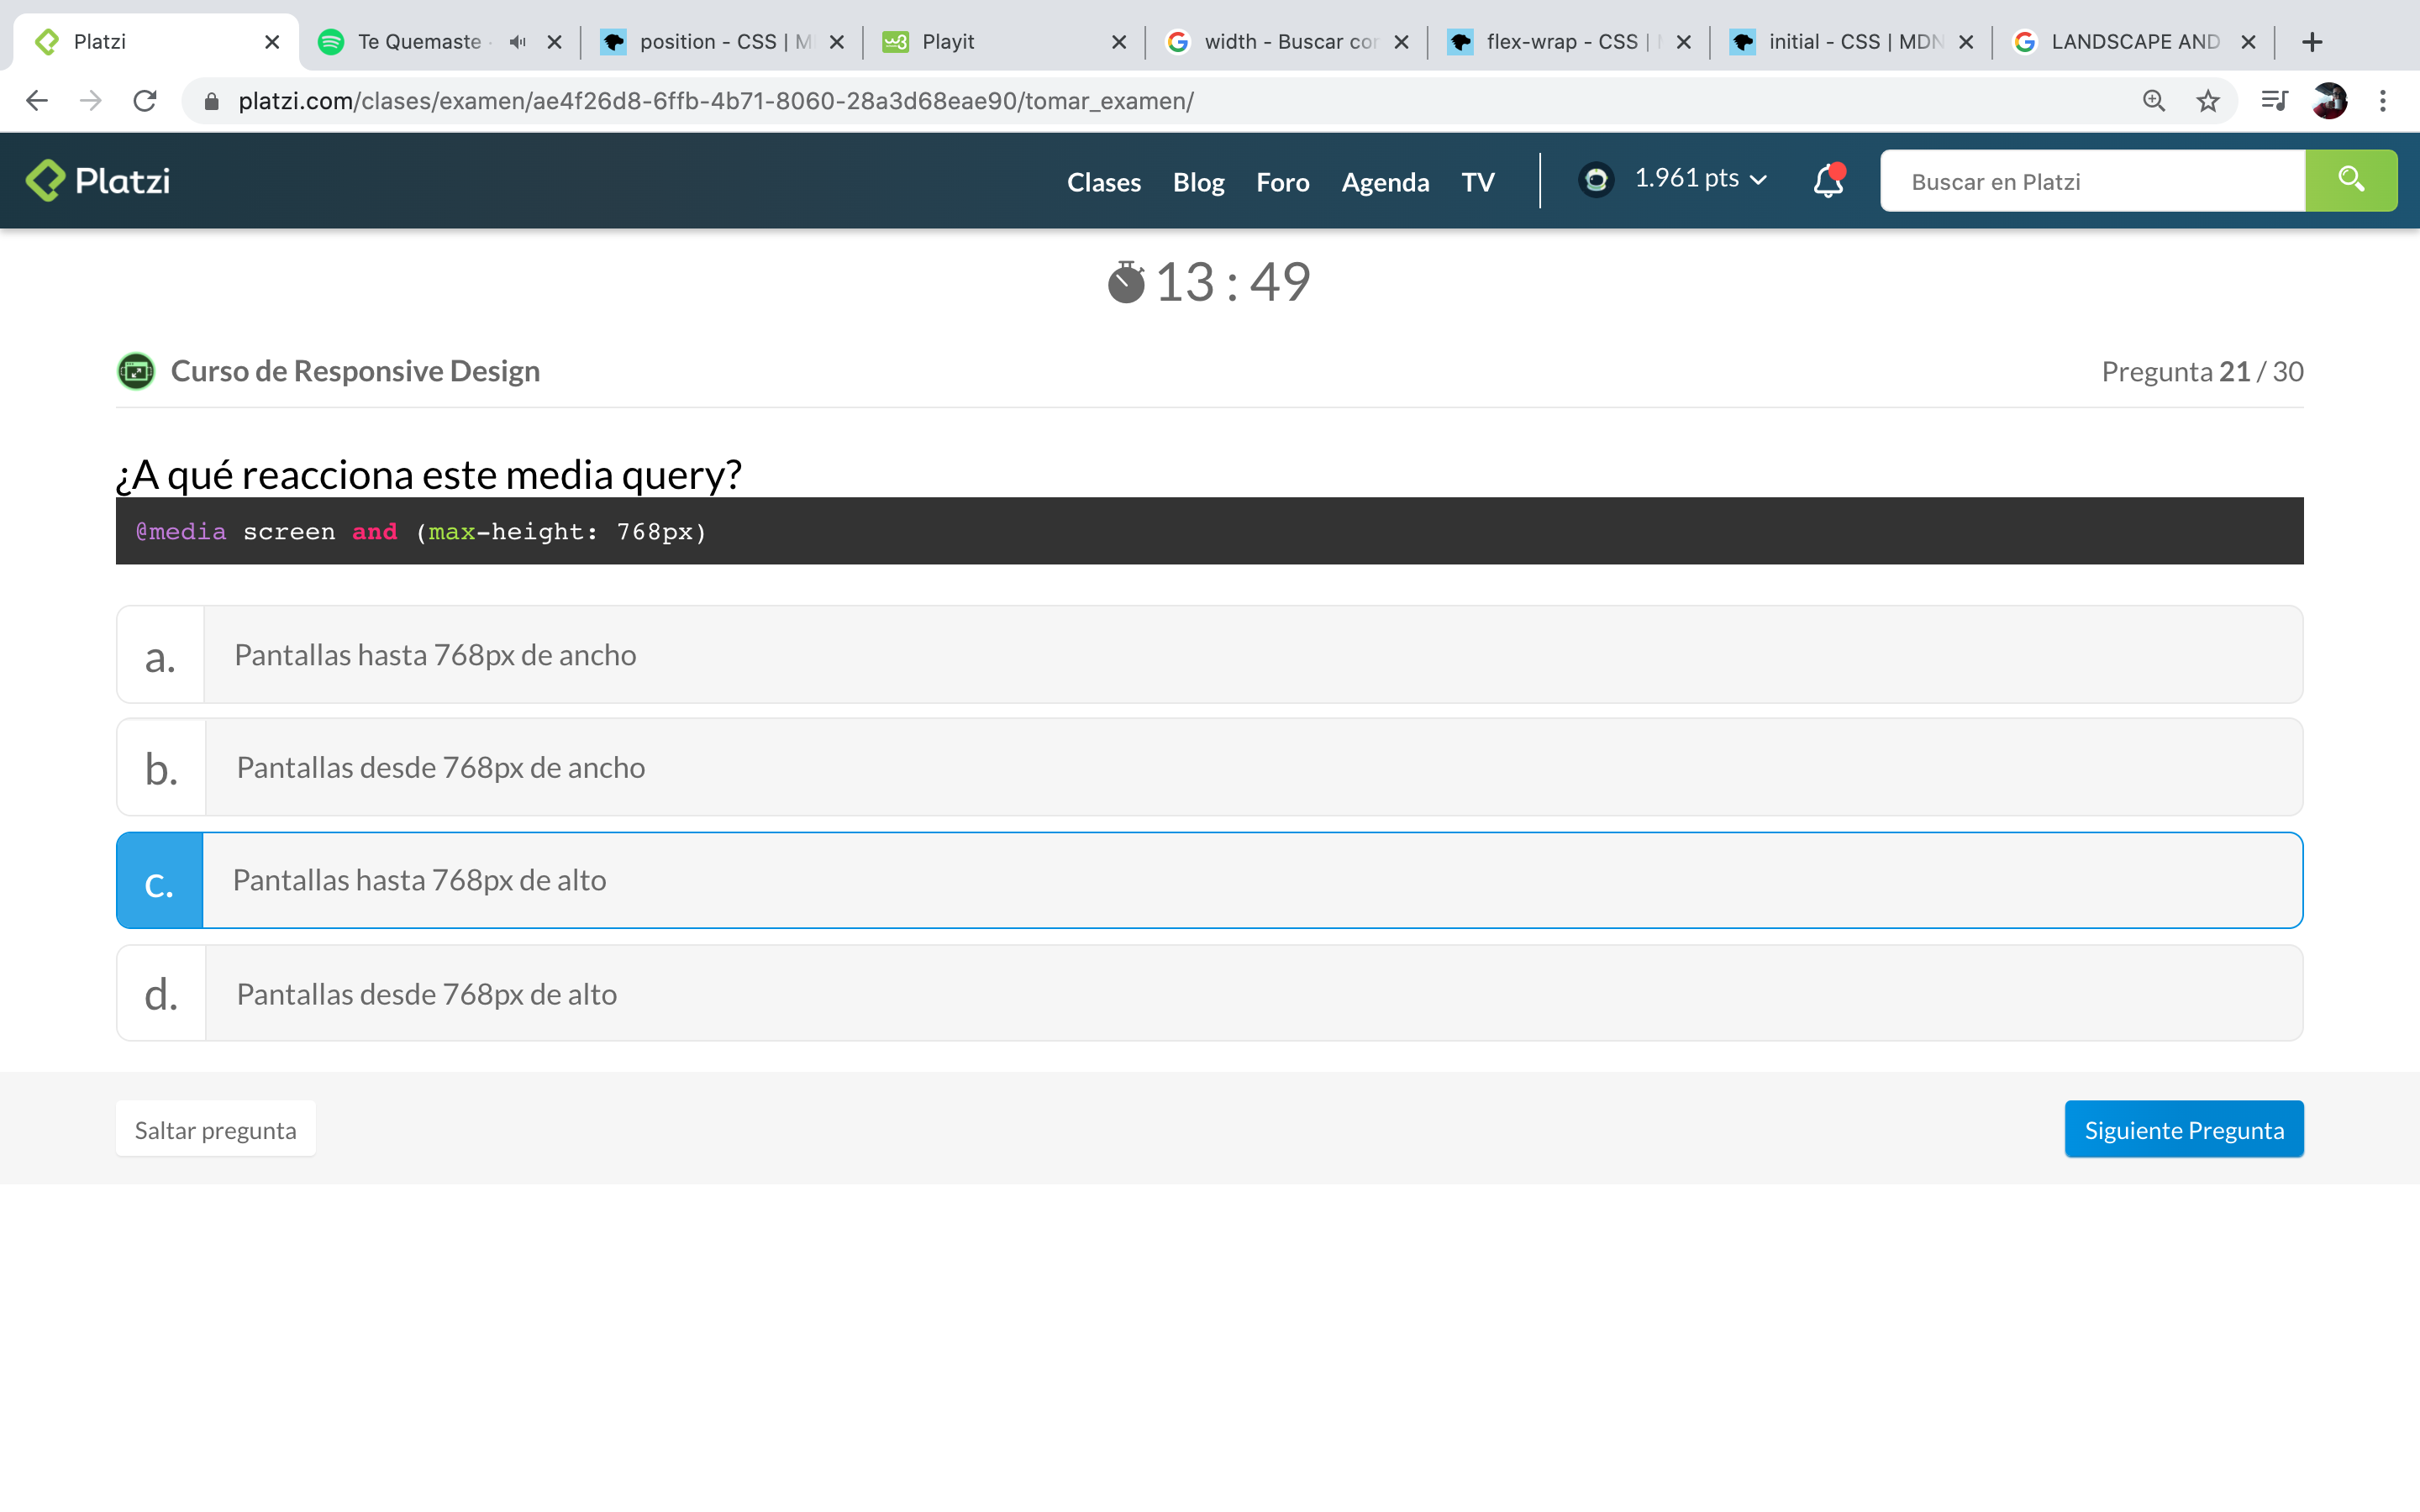 Platzi
Te Quemaste ·
position - CSS | M
Playit
width - Buscar con
flex-wrap - CSS |
initial - CSS | MDN
LANDSCAPE AND
platzi.com/clases/examen/ae4f26d8-6ffb-4b71-8060-28a3d68eae90/tomar_examen/
Platzi
Clases
Blog
Foro
Agenda
TV
1.961 pts
Buscar en Platzi
13 : 49
Curso de Responsive Design
Pregunta 21 / 30
¿A qué reacciona este media query?
@media screen and (max-height: 768px)
a. Pantallas hasta 768px de ancho
b. Pantallas desde 768px de ancho
c. Pantallas hasta 768px de alto
d. Pantallas desde 768px de alto
Saltar pregunta
Siguiente Pregunta